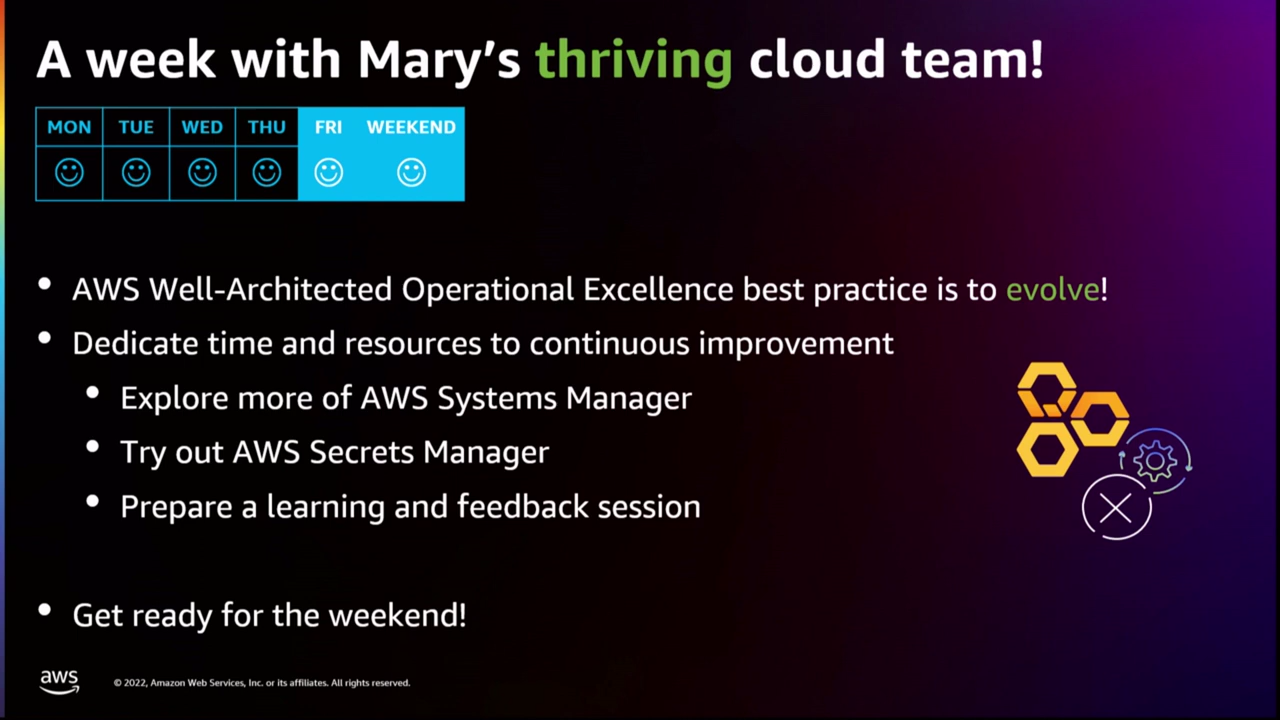 A week with Mary’s thriving cloud team!
MON TUE WED THU FRI WEEKEND
• AWS Well-Architected Operational Excellence best practice is to evolve!
• Dedicate time and resources to continuous improvement
• Explore more of AWS Systems Manager
• Try out AWS Secrets Manager
• Prepare a learning and feedback session
• Get ready for the weekend!
aws © 2022, Amazon Web Services, Inc. or its affiliates. All rights reserved.